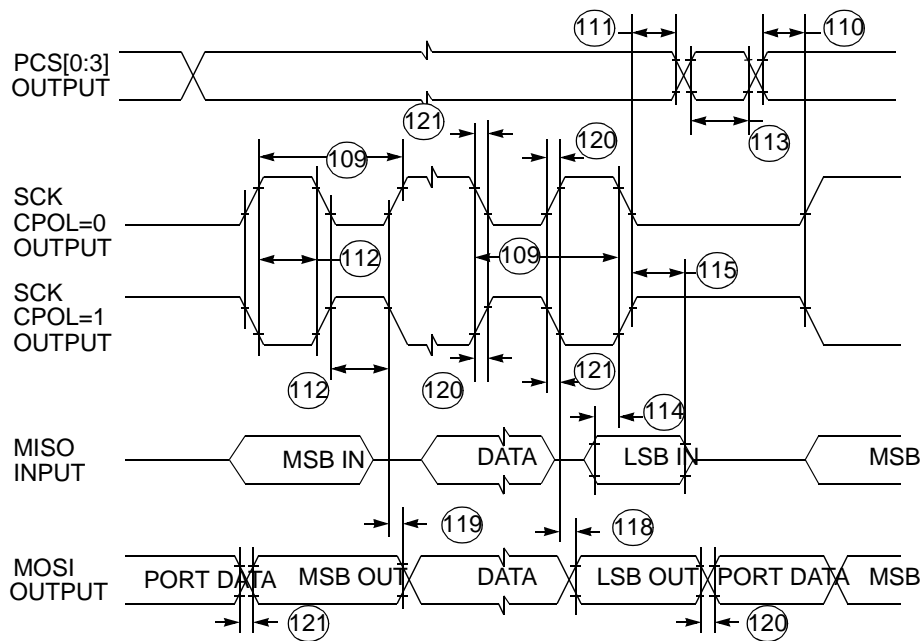 111
110
PCS[0:3]
OUTPUT
121
120
113
109
SCK
CPOL=0
OUTPUT
112
109
115
SCK
CPOL=1
OUTPUT
112
120
121
114
MISO
INPUT
MSB IN
DATA
LSB IN
MSB
119
118
MOSI
OUTPUT
PORT DATA
MSB OUT
DATA
LSB OUT
PORT DATA
MSB
121
120